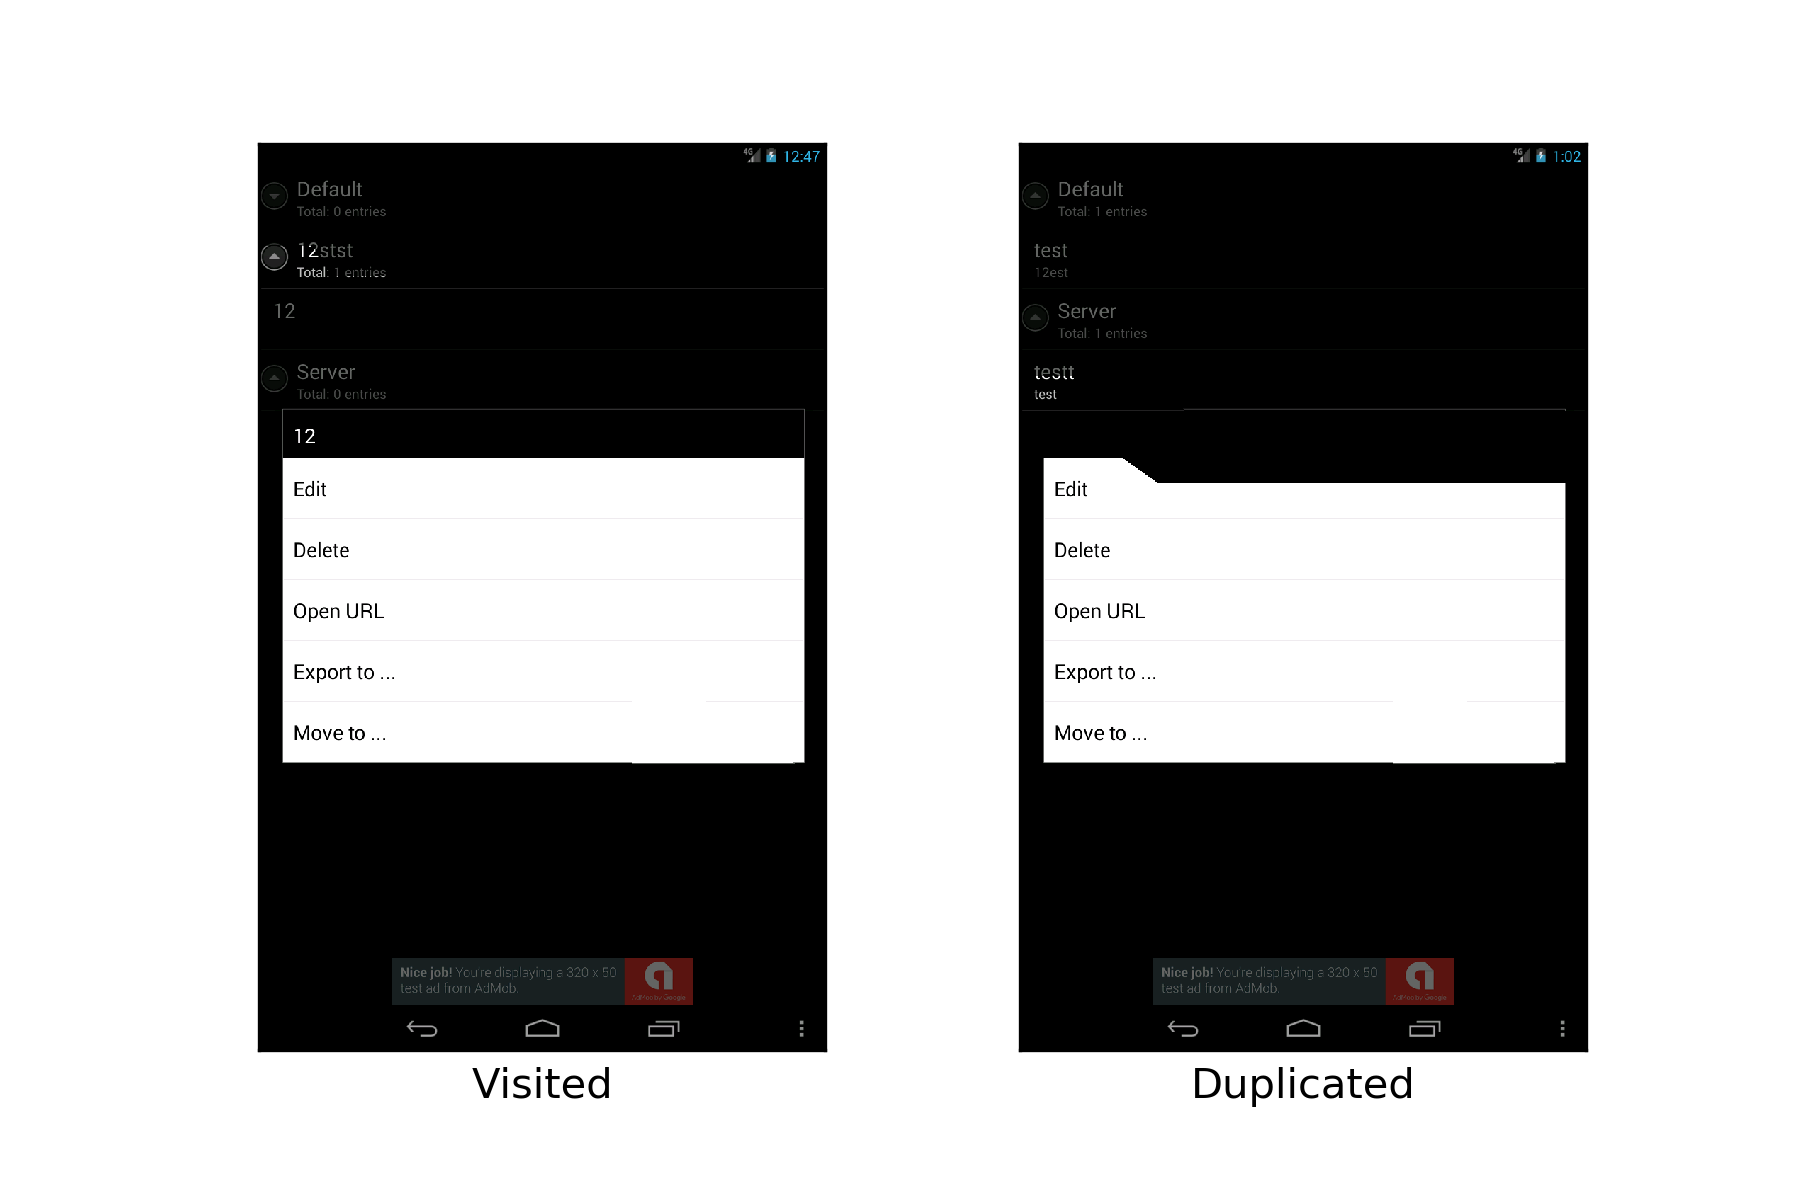 4G 12:47
Default
Total: 0 entries
12stst
Total: 1 entries
12
Server
Total: 0 entries
12
Edit
Delete
Open URL
Export to ...
Move to ...
Nice job! You're displaying a 320 x 50
test ad from AdMob.
AdMob by Google
Visited
4G 1:02
Default
Total: 1 entries
test
12est
Server
Total: 1 entries
testt
test
Edit
Delete
Open URL
Export to ...
Move to ...
Nice job! You're displaying a 320 x 50
test ad from AdMob.
AdMob by Google
Duplicated